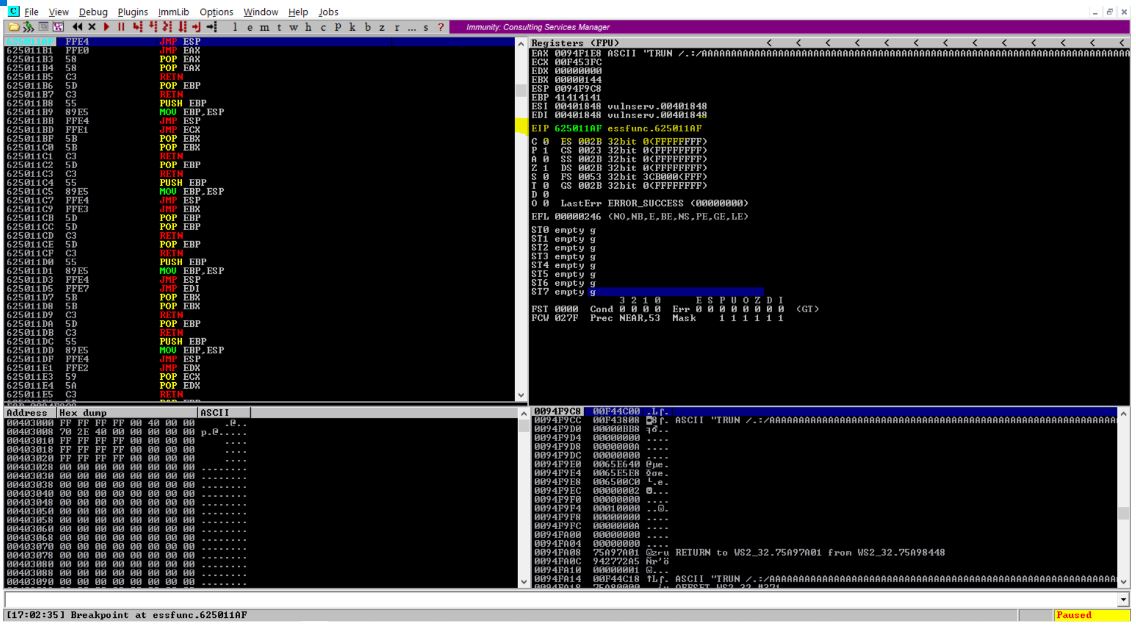 File View Debug Plugins ImmLib Options Window Help Jobs
l e m t w h c P k b z r ... s ? Immunity: Consulting Services Manager
625011AF FFE4 JMP ESP
625011B1 FFE0 JMP EAX
625011B3 58 POP EAX
625011B4 58 POP EAX
625011B5 C3 RETN
625011B6 5D POP EBP
625011B7 C3 RETN
625011B8 55 PUSH EBP
625011B9 89E5 MOV EBP,ESP
625011BB FFE4 JMP ESP
625011BD FFE1 JMP ECX
625011BF 5B POP EBX
625011C0 5B POP EBX
625011C1 C3 RETN
625011C2 5D POP EBP
625011C3 C3 RETN
625011C4 55 PUSH EBP
625011C5 89E5 MOV EBP,ESP
625011C7 FFE4 JMP ESP
625011C9 FFE3 JMP EBX
625011CB 5D POP EBP
625011CC 5D POP EBP
625011CD C3 RETN
625011CE 5D POP EBP
625011CF C3 RETN
625011D0 55 PUSH EBP
625011D1 89E5 MOV EBP,ESP
625011D3 FFE4 JMP ESP
625011D5 FFE7 JMP EDI
625011D7 5B POP EBX
625011D8 5B POP EBX
625011D9 C3 RETN
625011DA 5D POP EBP
625011DB C3 RETN
625011DC 55 PUSH EBP
625011DD 89E5 MOV EBP,ESP
625011DF FFE4 JMP ESP
625011E1 FFE2 JMP EDX
625011E3 59 POP ECX
625011E4 5A POP EDX
625011E5 C3 RETN
Registers (FPU) < < < < < < < < < < < <
EAX 0094F1E8 ASCII "TRUN /.:/AAAAAAAAAAAAAAAAAAAAAAAAAAAAAAAAAAAAAAAAAAAAAAAAAAAA
ECX 00F453FC
EDX 00000000
EBX 00000144
ESP 0094F9C8
EBP 41414141
ESI 00401848 vulnserv.00401848
EDI 00401848 vulnserv.00401848
EIP 625011AF essfunc.625011AF
C 0 ES 002B 32bit 0(FFFFFFFF)
P 1 CS 0023 32bit 0(FFFFFFFF)
A 0 SS 002B 32bit 0(FFFFFFFF)
Z 1 DS 002B 32bit 0(FFFFFFFF)
S 0 FS 0053 32bit 3CB000(FFF)
T 0 GS 002B 32bit 0(FFFFFFFF)
D 0
O 0 LastErr ERROR_SUCCESS (00000000)
EFL 00000246 (NO,NB,E,BE,NS,PE,GE,LE)
ST0 empty g
ST1 empty g
ST2 empty g
ST3 empty g
ST4 empty g
ST5 empty g
ST6 empty g
ST7 empty g
3 2 1 0 E S P U O Z D I
FST 0000 Cond 0 0 0 0 Err 0 0 0 0 0 0 0 0 (GT)
FCW 027F Prec NEAR,53 Mask 1 1 1 1 1 1
Address Hex dump ASCII
00403000 FF FF FF FF 00 40 00 00 .@..
00403008 70 2E 40 00 00 00 00 00 p.@.....
00403010 FF FF FF FF 00 00 00 00 ....
00403018 FF FF FF FF 00 00 00 00 ....
00403020 FF FF FF FF 00 00 00 00 ....
00403028 00 00 00 00 00 00 00 00 ........
00403030 00 00 00 00 00 00 00 00 ........
00403038 00 00 00 00 00 00 00 00 ........
00403040 00 00 00 00 00 00 00 00 ........
00403048 00 00 00 00 00 00 00 00 ........
00403050 00 00 00 00 00 00 00 00 ........
00403058 00 00 00 00 00 00 00 00 ........
00403060 00 00 00 00 00 00 00 00 ........
00403068 00 00 00 00 00 00 00 00 ........
00403070 00 00 00 00 00 00 00 00 ........
00403078 00 00 00 00 00 00 00 00 ........
00403080 00 00 00 00 00 00 00 00 ........
00403088 00 00 00 00 00 00 00 00 ........
00403090 00 00 00 00 00 00 00 00 ........
0094F9C8 00F44C00 .L⌠.
0094F9CC 00F43808 ◘8⌠. ASCII "TRUN /.:/AAAAAAAAAAAAAAAAAAAAAAAAAAAAAAAAAAAAAAAAAAAA
0094F9D0 00000BB8 ╕♂..
0094F9D4 00000000 ....
0094F9D8 0000000A ....
0094F9DC 00000000 ....
0094F9E0 0065E640 @µe.
0094F9E4 0065E5E8
0094F9E8 006500C0 └.e.
0094F9EC 00000002 ☻...
0094F9F0 00000000 ....
0094F9F4 00010000 ..☺.
0094F9F8 00000000 ....
0094F9FC 0000000A ....
0094FA00 00000000 ....
0094FA04 00000000 ....
0094FA08 75A97A01 ☺z⌐u RETURN to WS2_32.75A97A01 from WS2_32.75A98448
0094FA0C 942772A5 Ñr'ö
0094FA10 00000001 ☺...
0094FA14 00F44C18 ↑L⌠. ASCII "TRUN /.:/AAAAAAAAAAAAAAAAAAAAAAAAAAAAAAAAAAAAAAAAAAAA
[17:02:35] Breakpoint at essfunc.625011AF
Paused